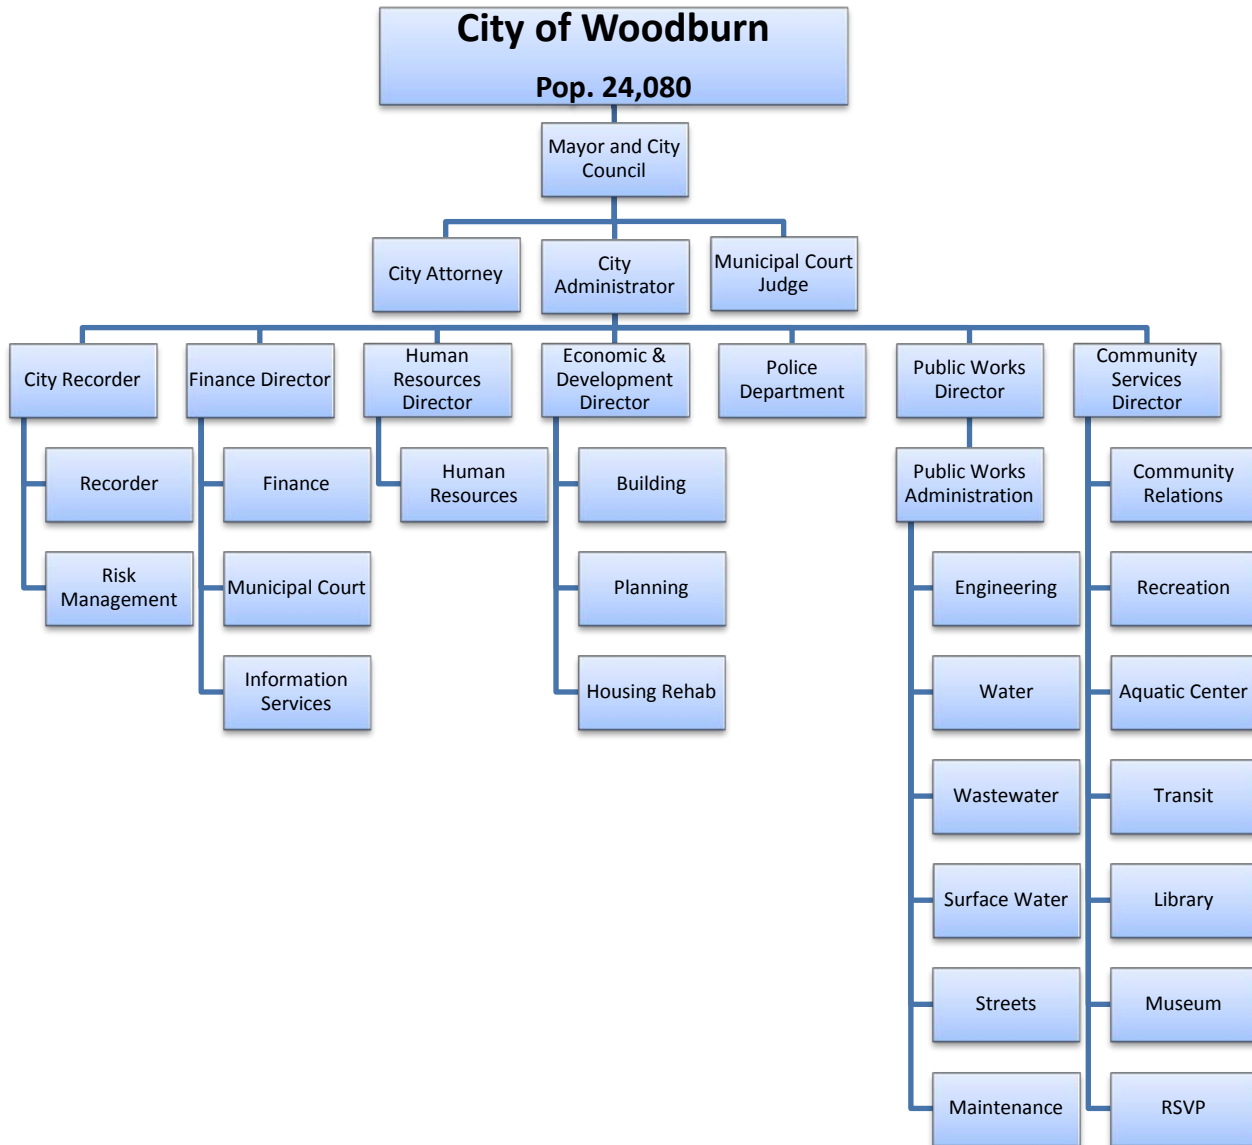 City of Woodburn
Pop. 24,080
Mayor and City
Council
City Attorney
City
Administrator
Municipal Court
Judge
City Recorder
Finance Director
Human
Resources
Director
Economic &
Development
Director
Police
Department
Public Works
Director
Community
Services
Director
Recorder
Finance
Human
Resources
Building
Public Works
Administration
Community
Relations
Risk
Management
Municipal Court
Planning
Engineering
Recreation
Information
Services
Housing Rehab
Water
Aquatic Center
Wastewater
Transit
Surface Water
Library
Streets
Museum
Maintenance
RSVP